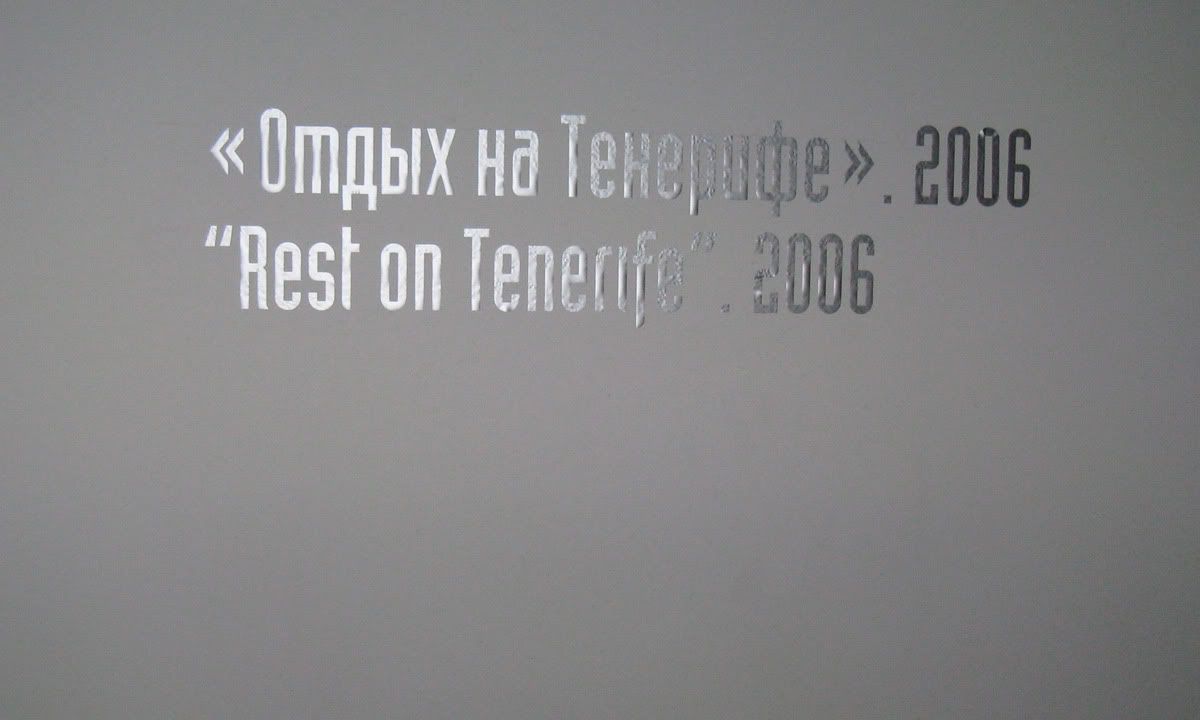 «Отдых на Тенерифе». 2006
“Rest on Tenerife”. 2006